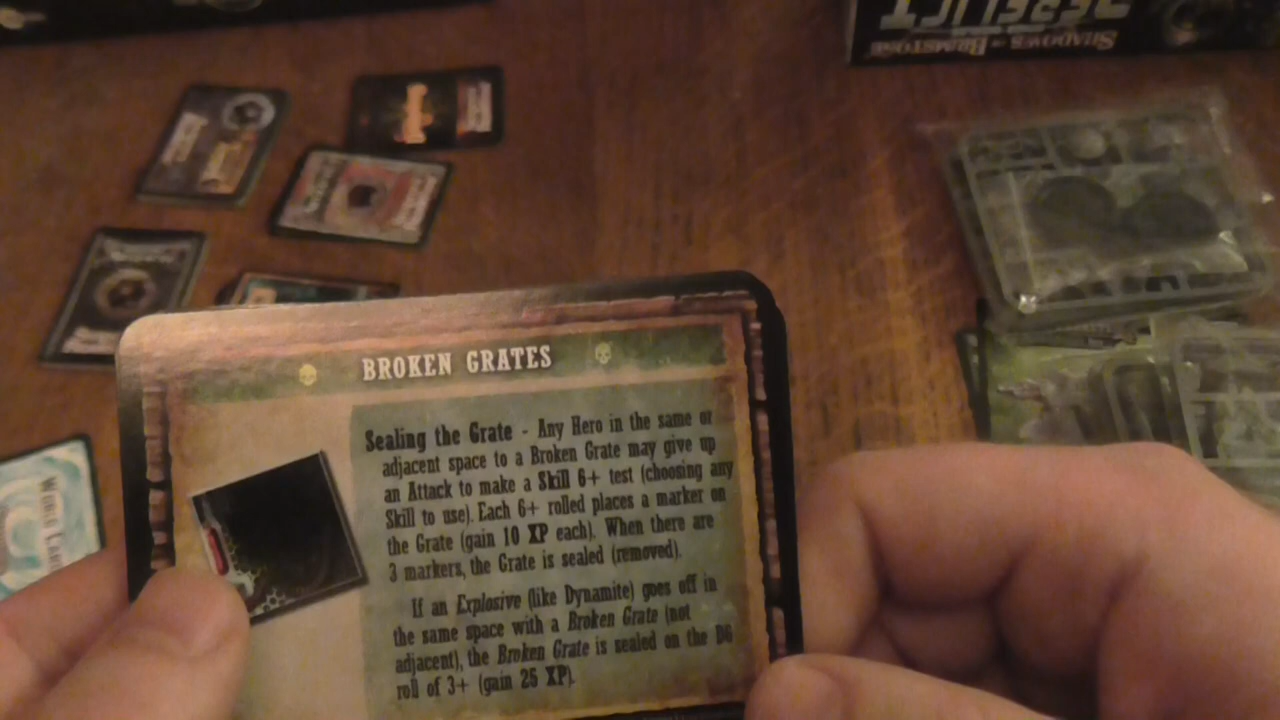 SHADOWS OF BRIMSTONE
BROKEN GRATES
Sealing the Grate - Any Hero in the same or
adjacent space to a Broken Grate may give up
an Attack to make a Skill 6+ test (choosing any
Skill to use). Each 6+ rolled places a marker on
the Grate (gain 10 XP each). When there are
3 markers, the Grate is sealed (removed).
If an Explosive (like Dynamite) goes off in
the same space with a Broken Grate (not
adjacent), the Broken Grate is sealed on the D6
roll of 3+ (gain 25 XP).
WORLD